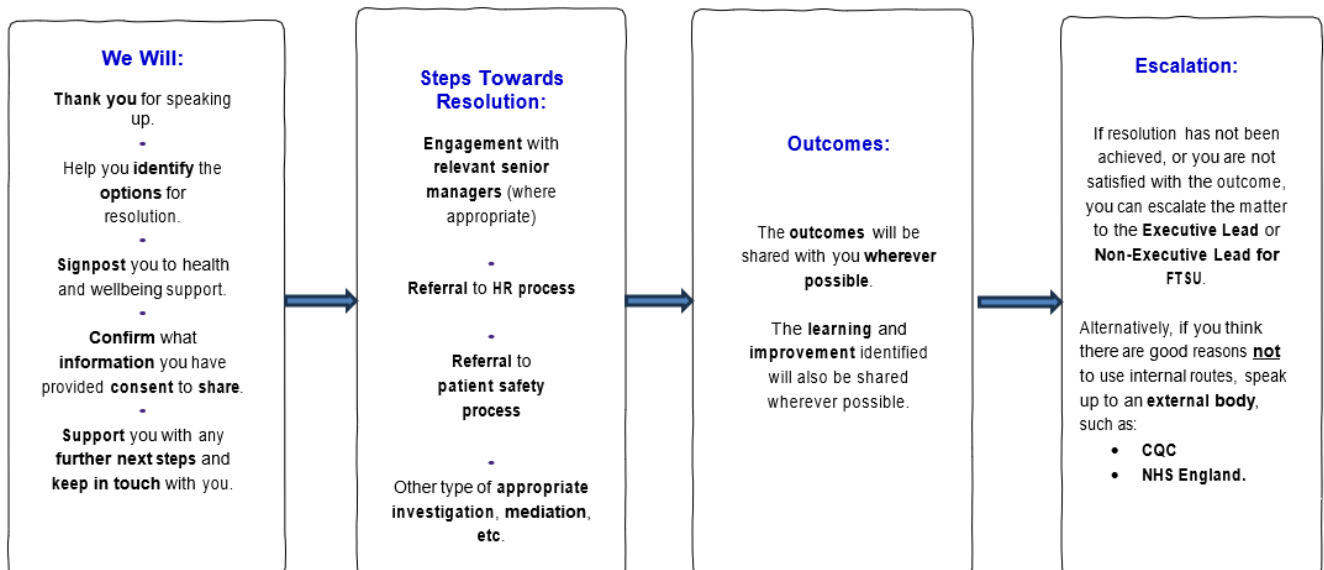 We Will:
Thank you for speaking
up.
-
Help you identify the
options for
resolution.
-
Signpost you to health
and wellbeing support.
-
Confirm what
information you have
provided consent to share.
-
Support you with any
further next steps and
keep in touch with you.
Steps Towards
Resolution:
Engagement with
relevant senior
managers (where
appropriate)
-
Referral to HR process
-
Referral to
patient safety
process
-
Other type of appropriate
investigation, mediation,
etc.
Outcomes:
The outcomes will be
shared with you wherever
possible.
The learning and
improvement identified
will also be shared
wherever possible.
Escalation:
If resolution has not been
achieved, or you are not
satisfied with the outcome,
you can escalate the matter
to the Executive Lead or
Non-Executive Lead for
FTSU.
Alternatively, if you think
there are good reasons not
to use internal routes, speak
up to an external body,
such as:
• CQC
• NHS England.